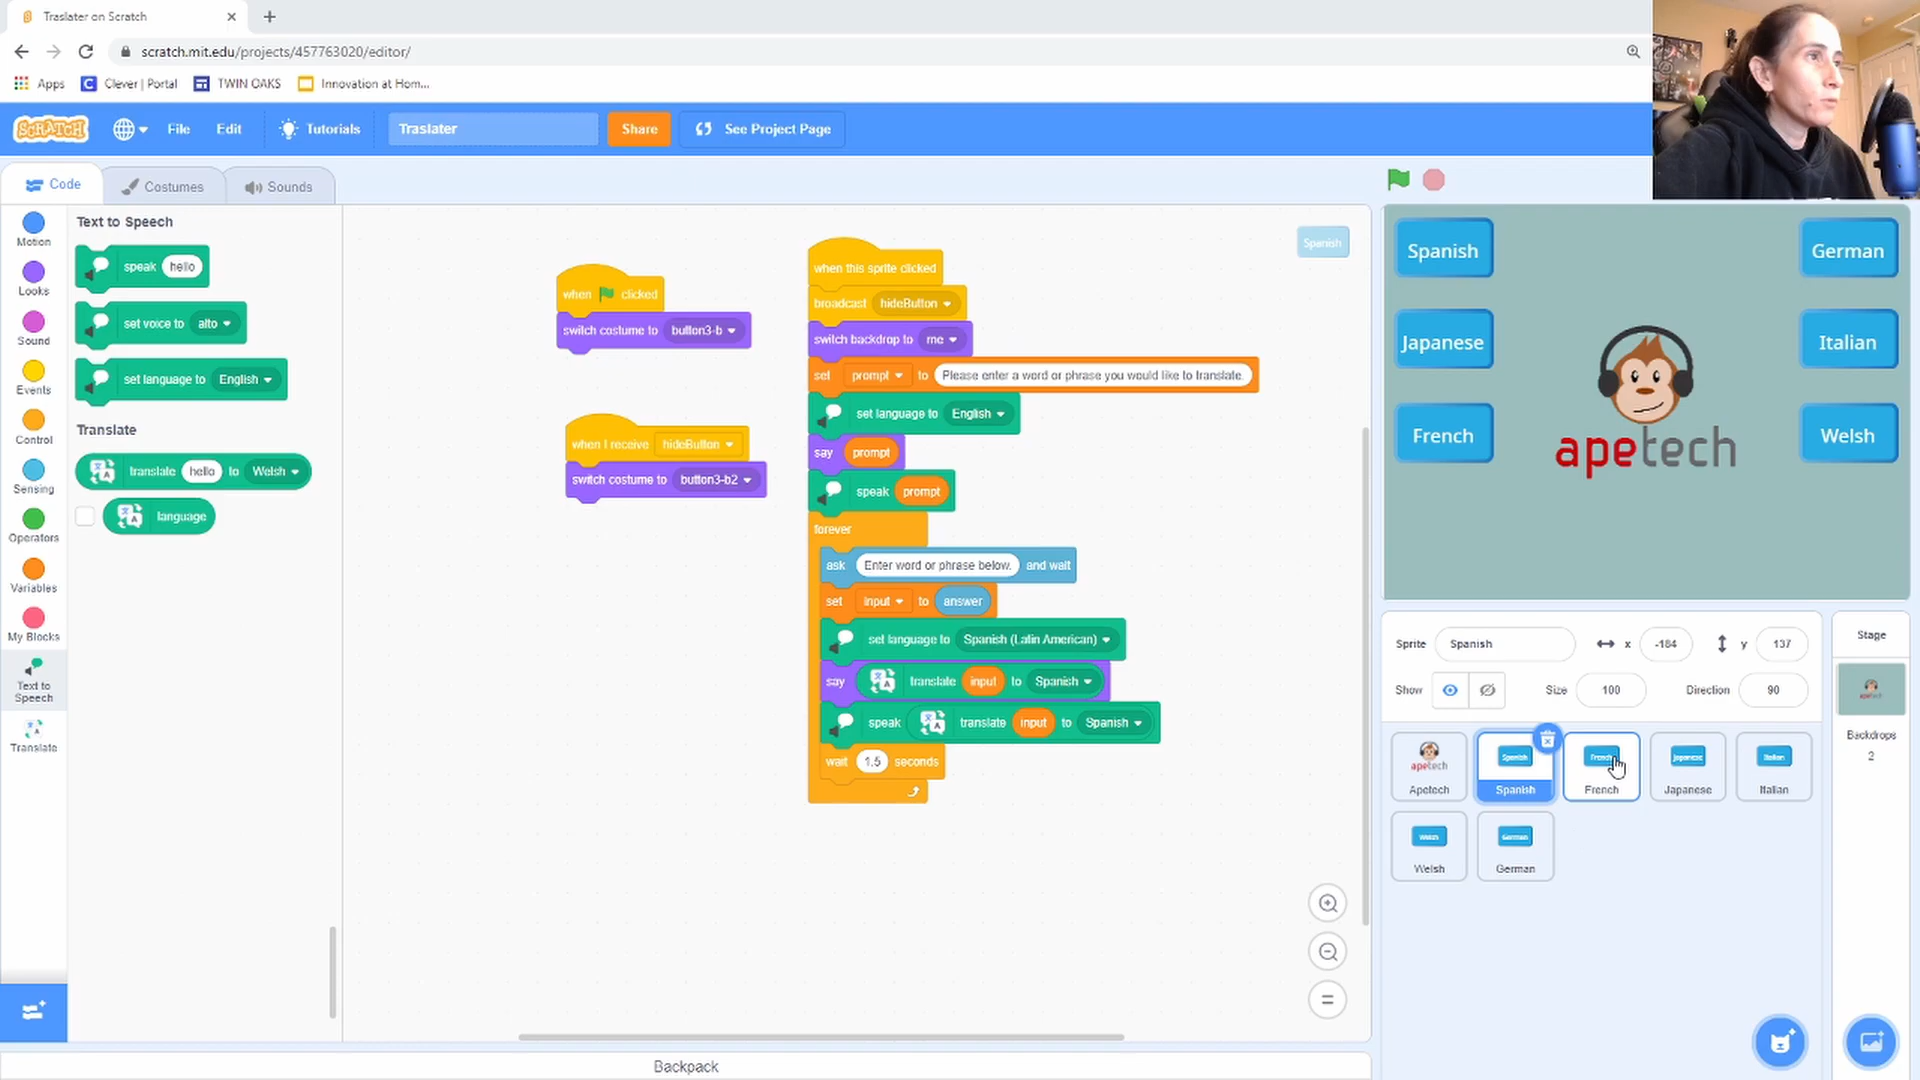 Traslater on Scratch
scratch.mit.edu/projects/457763020/editor/
Apps
Clever | Portal
TWIN OAKS
Innovation at Hom...
SCRATCH
File
Edit
Tutorials
Traslater
Share
See Project Page
Code
Costumes
Sounds
Motion
Looks
Sound
Events
Control
Sensing
Operators
Variables
My Blocks
Text to
Speech
Translate
Text to Speech
speak hello
set voice to alto
set language to English
Translate
translate hello to Welsh
language
when clicked
switch costume to button3-b
when I receive hideButton
switch costume to button3-b2
when this sprite clicked
broadcast hideButton
switch backdrop to me
set prompt to Please enter a word or phrase you would like to translate.
set language to English
say prompt
speak prompt
forever
ask Enter word or phrase below. and wait
set input to answer
set language to Spanish (Latin American)
say translate input to Spanish
speak translate input to Spanish
wait 1.5 seconds
Spanish
Spanish
German
Japanese
Italian
French
Welsh
apetech
Sprite Spanish x -184 y 137
Show Size 100 Direction 90
apetech
Apetech
Spanish
Spanish
French
French
Japanese
Japanese
Italian
Italian
Welsh
Welsh
German
German
Stage
Backdrops
2
Backpack